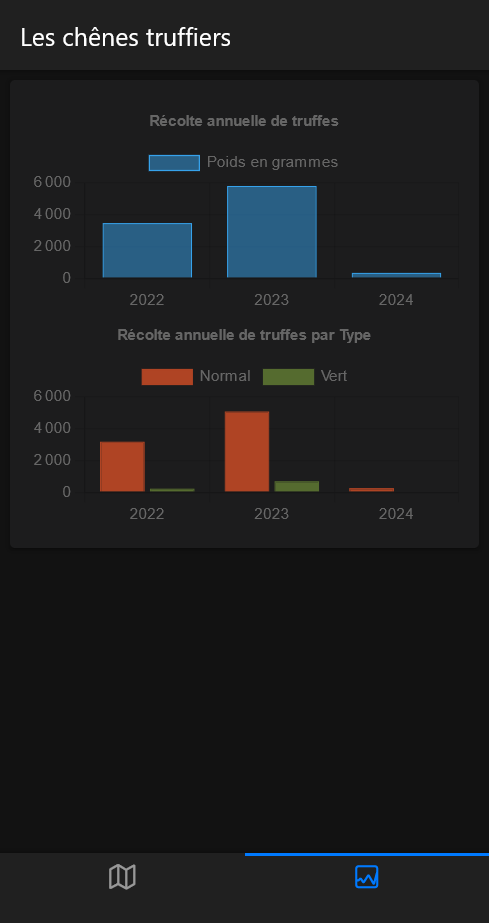 Les chênes truffiers
Récolte annuelle de truffes
Poids en grammes
6 000
4 000
2 000
0
2022 2023 2024
Récolte annuelle de truffes par Type
Normal Vert
6 000
4 000
2 000
0
2022 2023 2024